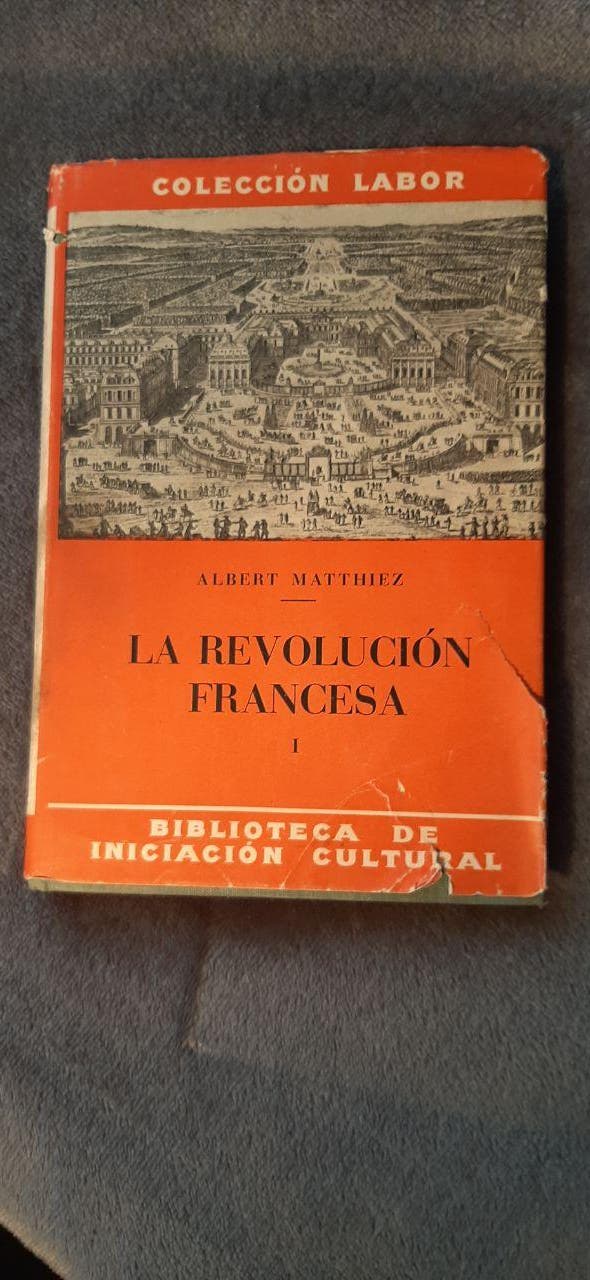 COLECCIÓN LABOR
ALBERT MATTHIEZ
LA REVOLUCIÓN
FRANCESA
I
BIBLIOTECA DE
INICIACIÓN CULTURAL